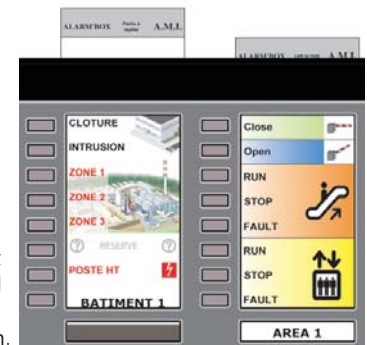 ALARMBOX A.M.I.
ALARMBOX A.M.I.
CLOTURE
INTRUSION
ZONE 1
ZONE 2
ZONE 3
? RESERVE ?
POSTE HT
BATIMENT 1
Close
Open
RUN
STOP
FAULT
RUN
STOP
FAULT
AREA 1